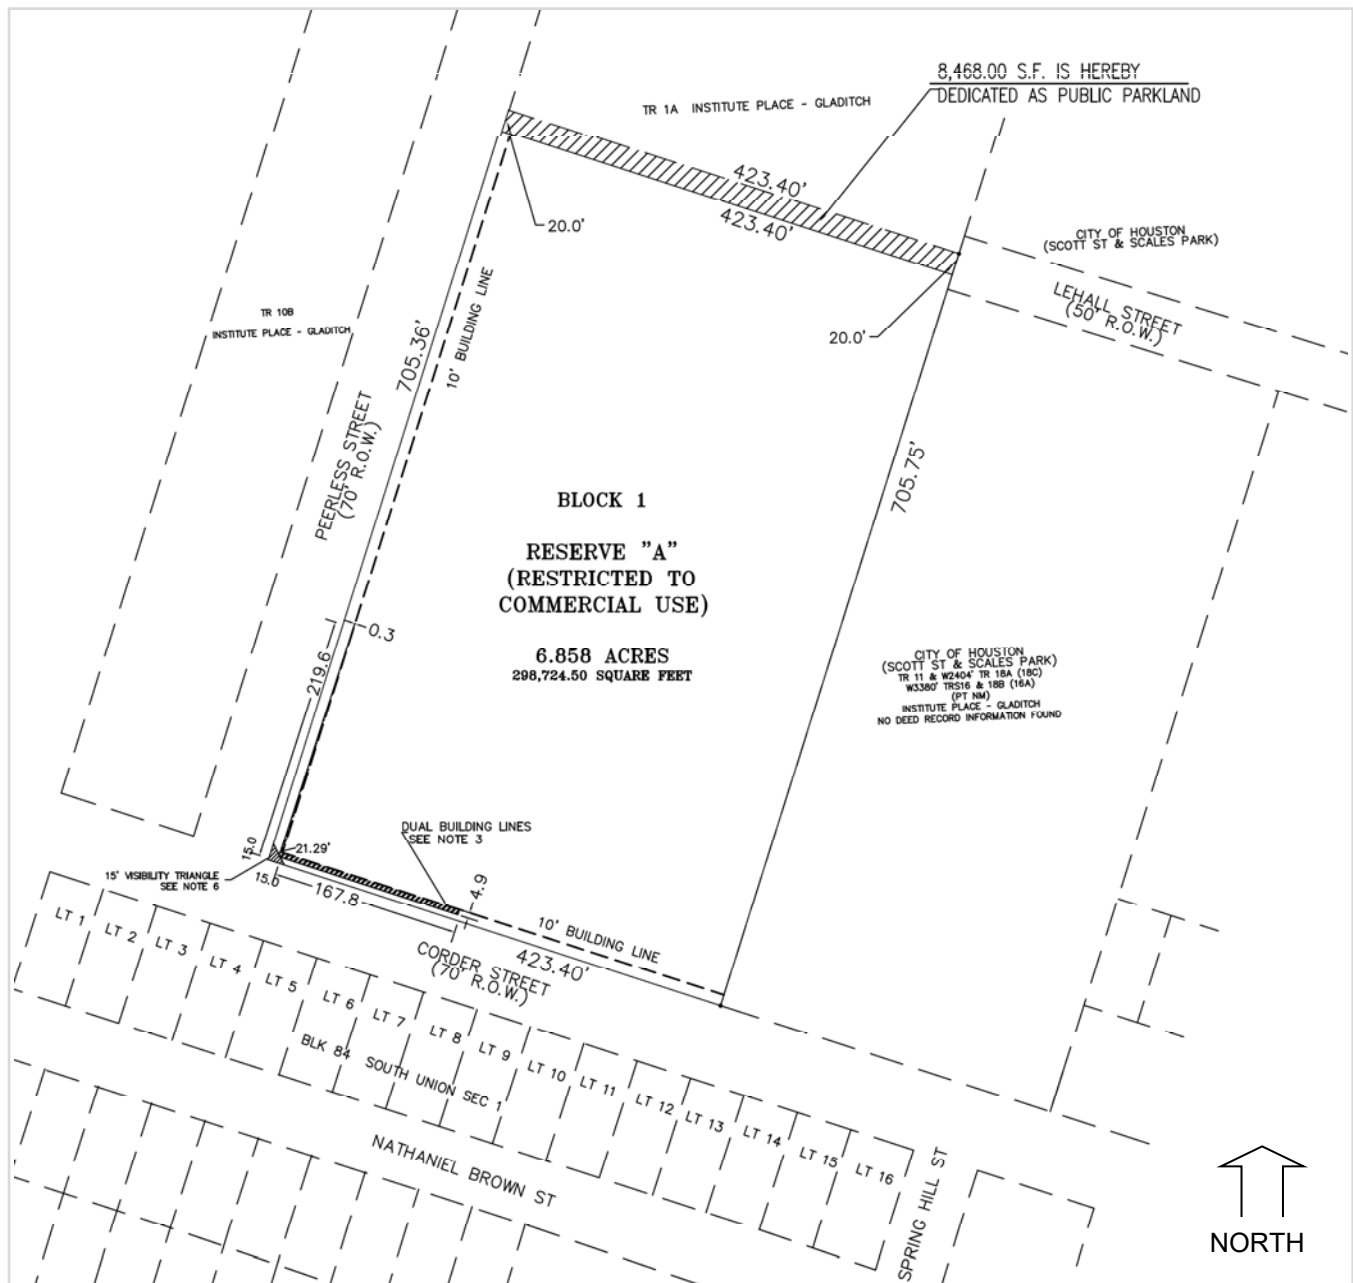 8,468.00 S.F. IS HEREBY
DEDICATED AS PUBLIC PARKLAND
TR 1A INSTITUTE PLACE - GLADITCH
423.40'
423.40'
20.0'
CITY OF HOUSTON
(SCOTT ST & SCALES PARK)
LEHALL STREET
(50' R.O.W.)
20.0'
TR 10B
INSTITUTE PLACE - GLADITCH
705.36'
10' BUILDING LINE
PEERLESS STREET
(70' R.O.W.)
705.75'
BLOCK 1
RESERVE "A"
(RESTRICTED TO
COMMERCIAL USE)
6.858 ACRES
298,724.50 SQUARE FEET
0.3
219.6
CITY OF HOUSTON
(SCOTT ST & SCALES PARK)
TR 11 & W2404' TR 18A (18C)
W3380' TRS16 & 18B (16A)
(PT NM)
INSTITUTE PLACE - GLADITCH
NO DEED RECORD INFORMATION FOUND
DUAL BUILDING LINES
SEE NOTE 3
15.0
21.29'
15' VISIBILITY TRIANGLE
SEE NOTE 6
15.0
167.8
4.9
10' BUILDING LINE
423.40'
CORDER STREET
(70' R.O.W.)
LT 1
LT 2
LT 3
LT 4
LT 5
LT 6
LT 7
LT 8
LT 9
LT 10
LT 11
LT 12
LT 13
LT 14
LT 15
LT 16
BLK 84 SOUTH UNION SEC 1
NATHANIEL BROWN ST
SPRING HILL ST
NORTH